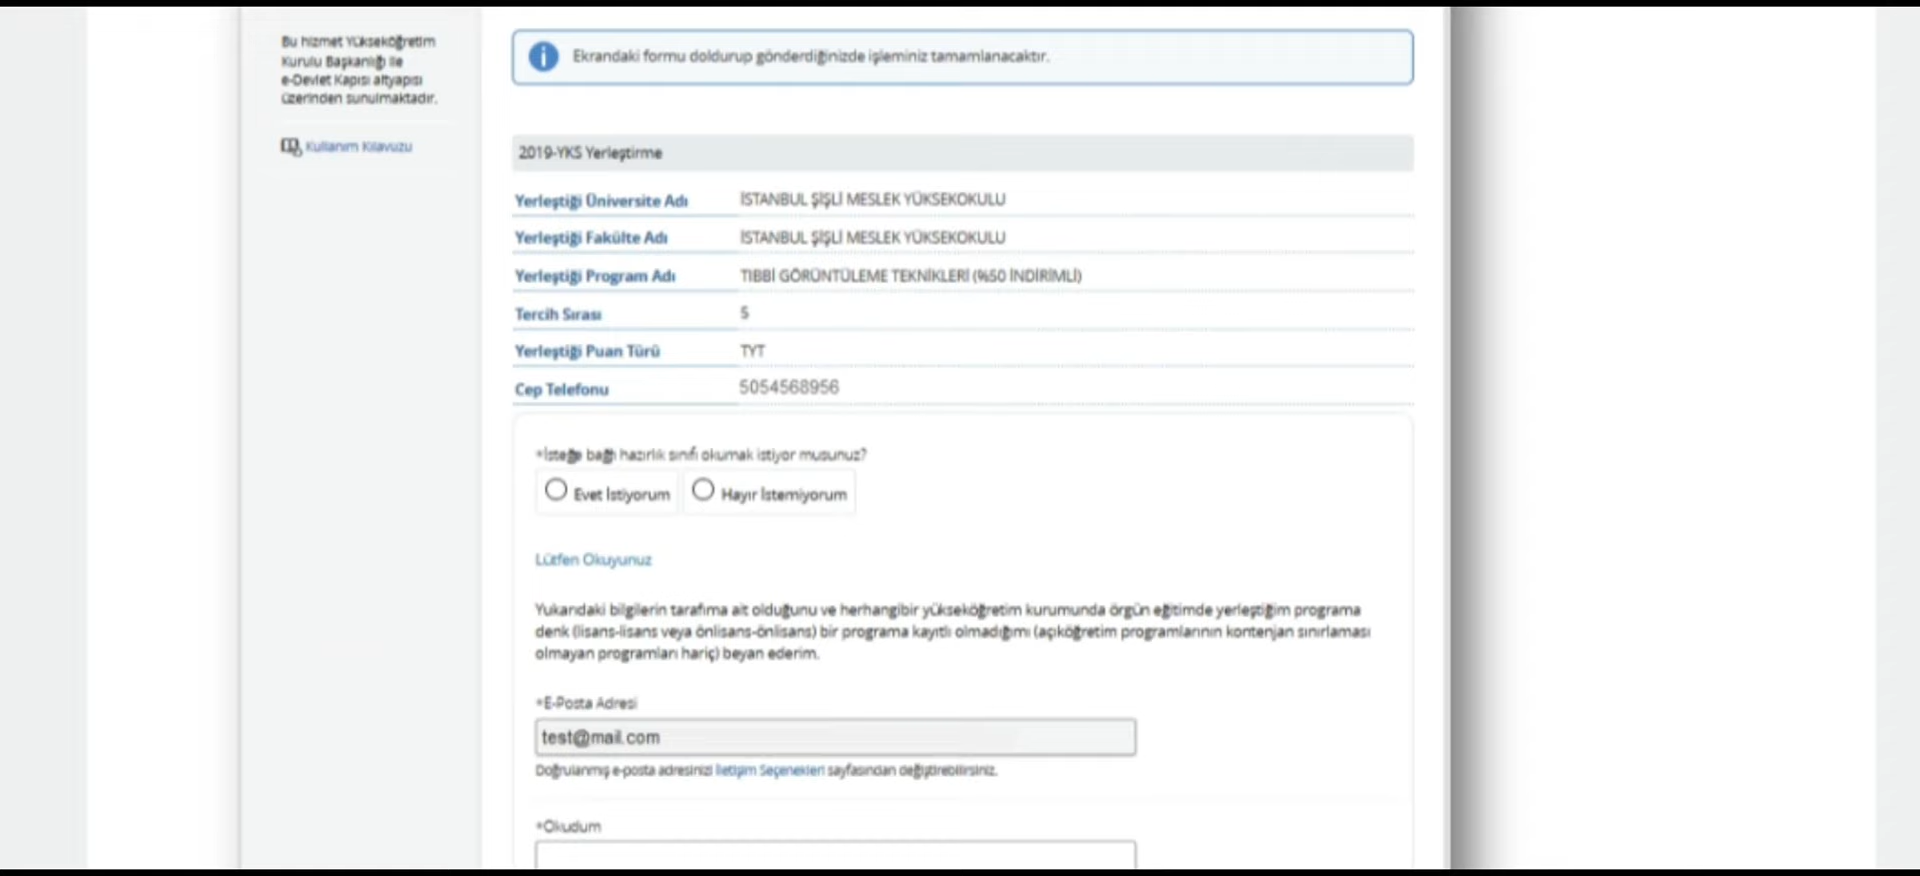 Bu hizmet Yükseköğretim
Kurulu Başkanlığı ile
e-Devlet Kapısı altyapısı
üzerinden sunulmaktadır.
Kullanım Kılavuzu
Ekrandaki formu doldurup gönderdiğinizde işleminiz tamamlanacaktır.
2019-YKS Yerleştirme
Yerleştiği Üniversite Adı İSTANBUL ŞİŞLİ MESLEK YÜKSEKOKULU
Yerleştiği Fakülte Adı İSTANBUL ŞİŞLİ MESLEK YÜKSEKOKULU
Yerleştiği Program Adı TIBBİ GÖRÜNTÜLEME TEKNİKLERİ (%50 İNDİRİMLİ)
Tercih Sırası 5
Yerleştiği Puan Türü TYT
Cep Telefonu 5054568956
*İsteğe bağlı hazırlık sınıfı okumak istiyor musunuz?
Evet İstiyorum Hayır İstemiyorum
Lütfen Okuyunuz
Yukarıdaki bilgilerin tarafıma ait olduğunu ve herhangibir yükseköğretim kurumunda örgün eğitimde yerleştiğim programa
denk (lisans-lisans veya önlisans-önlisans) bir programa kayıtlı olmadığımı (açıköğretim programlarının kontenjan sınırlaması
olmayan programları hariç) beyan ederim.
*E-Posta Adresi
test@mail.com
Doğrulanmış e-posta adresinizi İletişim Seçenekleri sayfasından değiştirebilirsiniz.
*Okudum